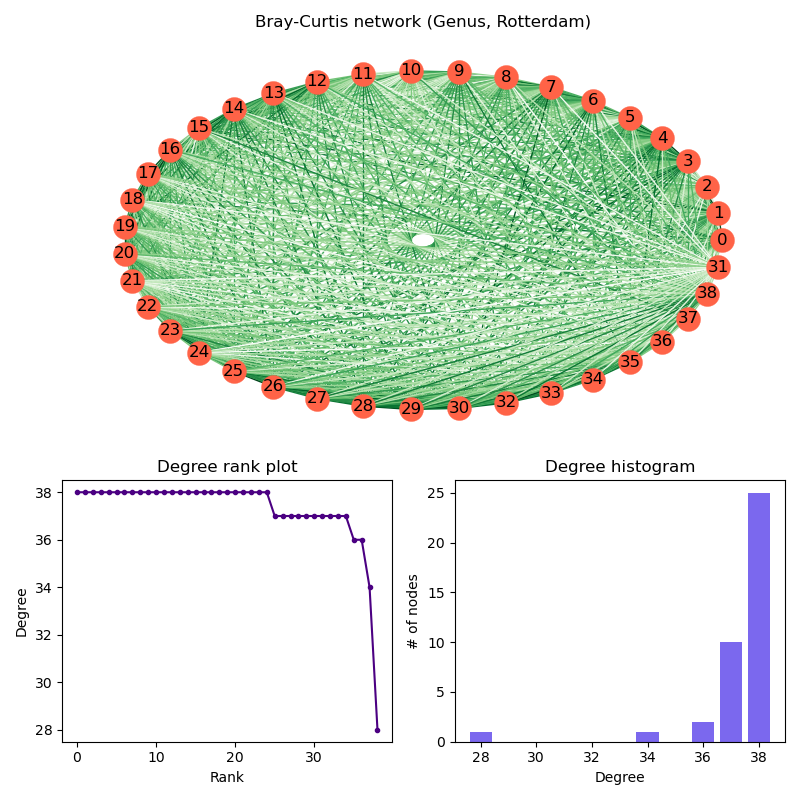 Bray-Curtis network (Genus, Rotterdam)
10 9 8 7 6 5 4 3 2 1 0
11 12 13 14 15 16 17 18 19 20 21 22 23 24 25 26 27 28 29 30 32 33 34 35 36 37 38 31
Degree rank plot
Degree
38
36
34
32
30
28
0 10 20 30
Rank
Degree histogram
# of nodes
25
20
15
10
5
0
28 30 32 34 36 38
Degree